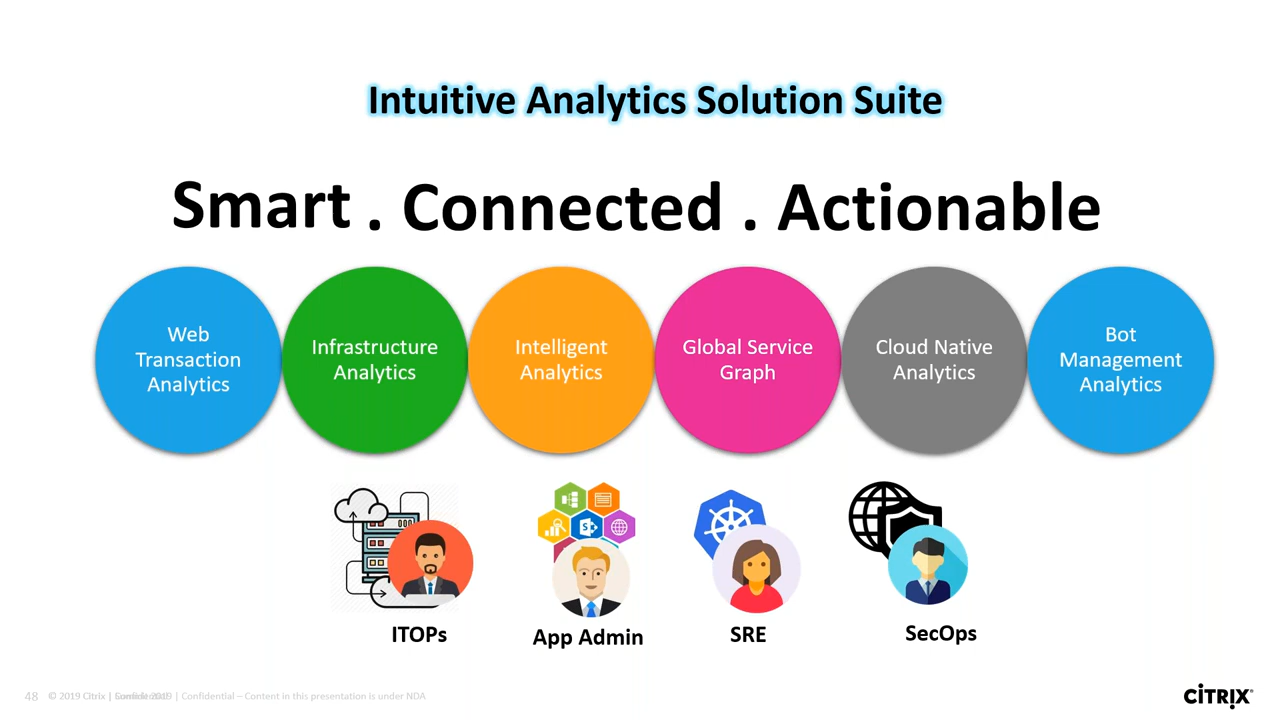 Intuitive Analytics Solution Suite
Smart . Connected . Actionable
Web
Transaction
Analytics
Infrastructure
Analytics
Intelligent
Analytics
Global Service
Graph
Cloud Native
Analytics
Bot
Management
Analytics
ITOPs
App Admin
SRE
SecOps
48 © 2019 Citrix | Confidential – Content in this presentation is under NDA
CITRIX